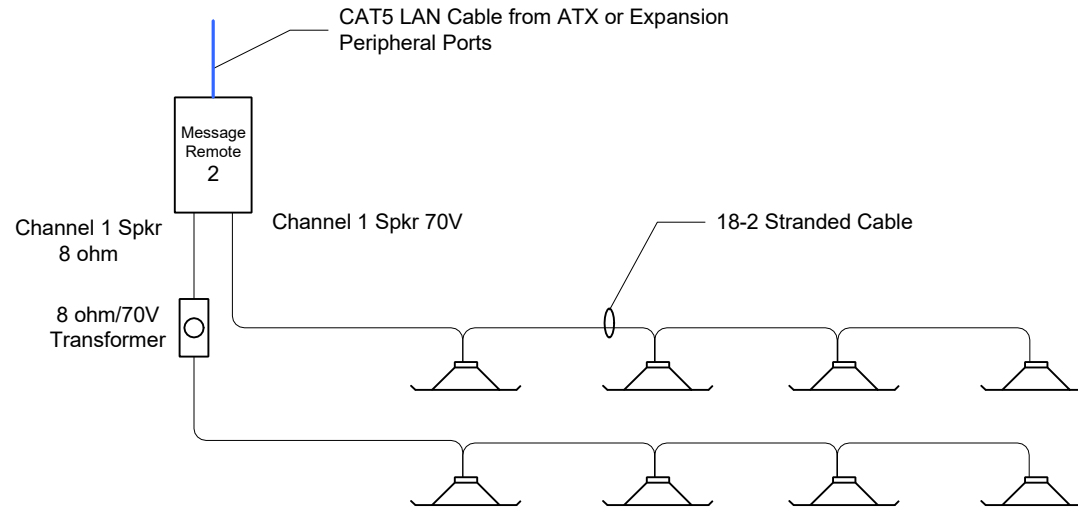 CAT5 LAN Cable from ATX or Expansion
Peripheral Ports
Message
Remote
2
Channel 1 Spkr
8 ohm
Channel 1 Spkr 70V
18-2 Stranded Cable
8 ohm/70V
Transformer